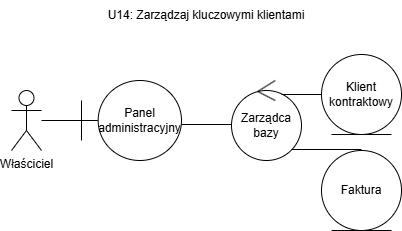 U14: Zarządzaj kluczowymi klientami
Klient
kontraktowy
Panel
administracyjny
Zarządca
bazy
Właściciel
Faktura